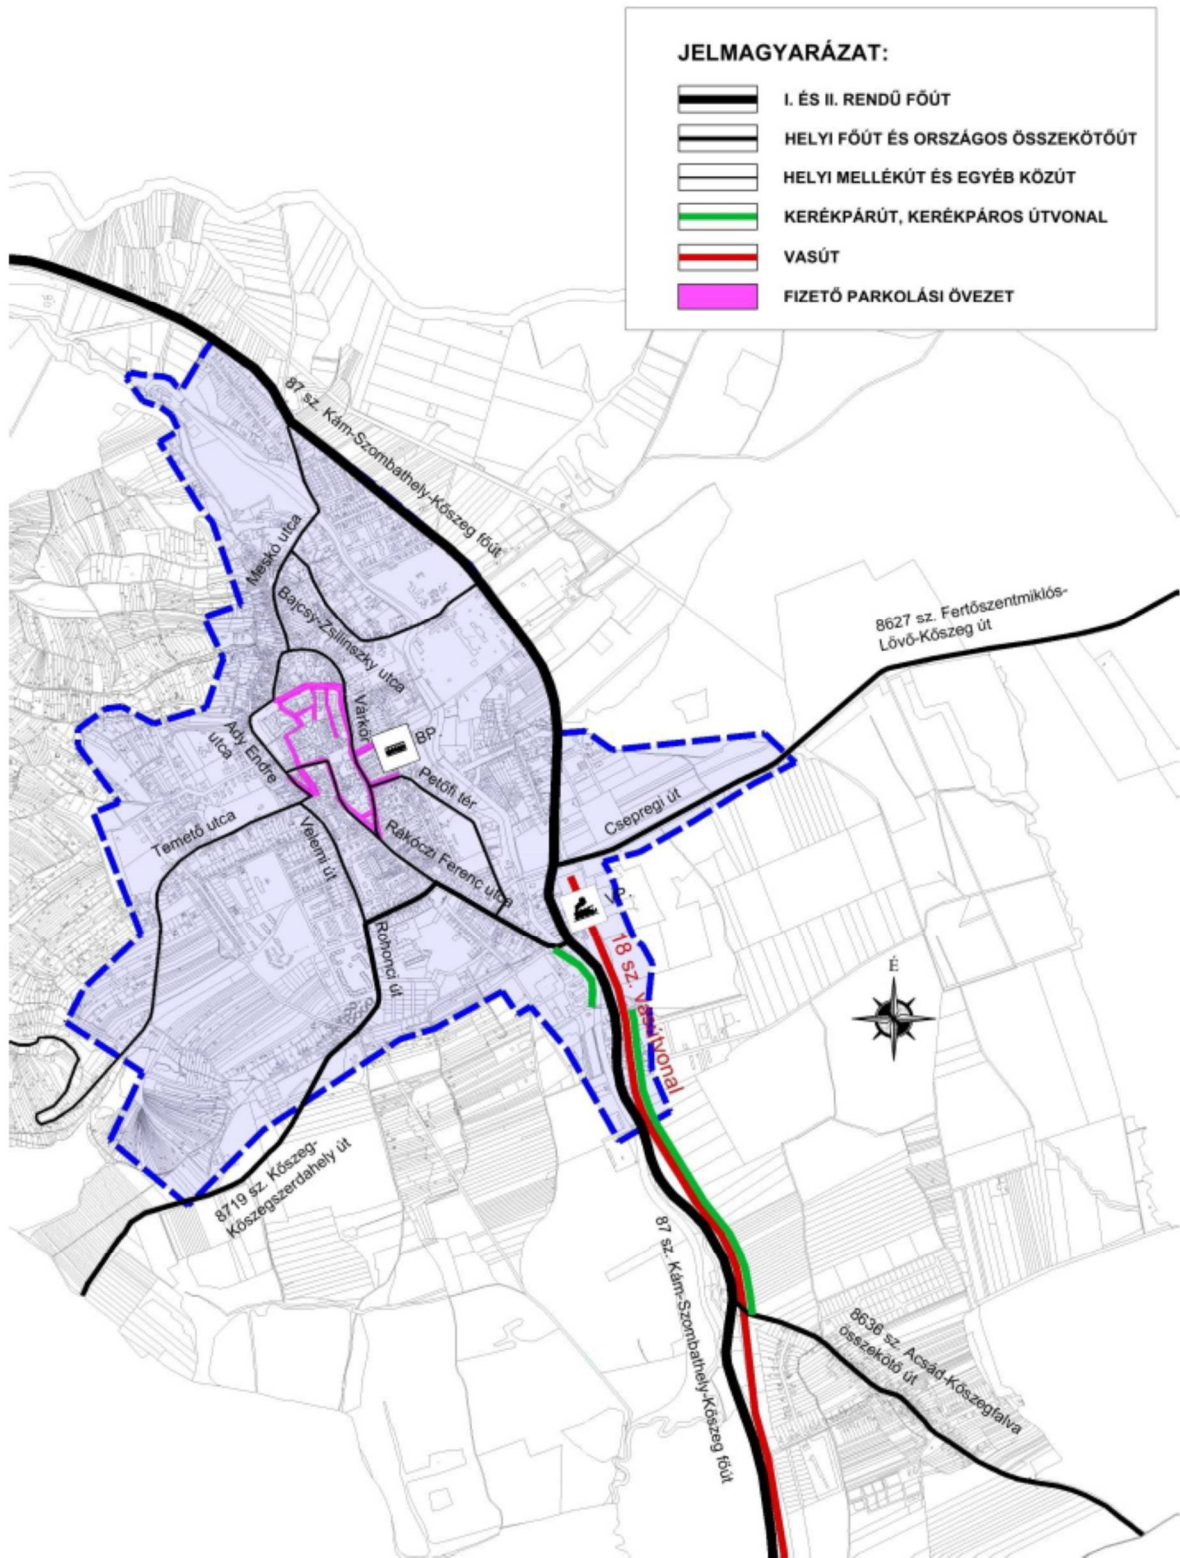 JELMAGYARÁZAT:
I. ÉS II. RENDŰ FŐÚT
HELYI FŐÚT ÉS ORSZÁGOS ÖSSZEKÖTŐÚT
HELYI MELLÉKÚT ÉS EGYÉB KÖZÚT
KERÉKPÁRÚT, KERÉKPÁROS ÚTVONAL
VASÚT
FIZETŐ PARKOLÁSI ÖVEZET
87 sz. Kám-Szombathely-Kőszeg főút
Meskó utca
Bajcsy-Zsilinszky utca
8627 sz. Fertőszentmiklós-
Lövő-Kőszeg út
Várkör
BP.
Ady Endre
utca
Petőfi tér
Csepregi út
Temető utca
Velemi út
Rákóczi Ferenc utca
Rohonci út
18 sz. vasútvonal
É
8719 sz. Kőszeg-
Kőszegszerdahely út
87 sz. Kám-Szombathely-Kőszeg főút
8636 sz. Acsád-Kőszegfalva
összekötő út